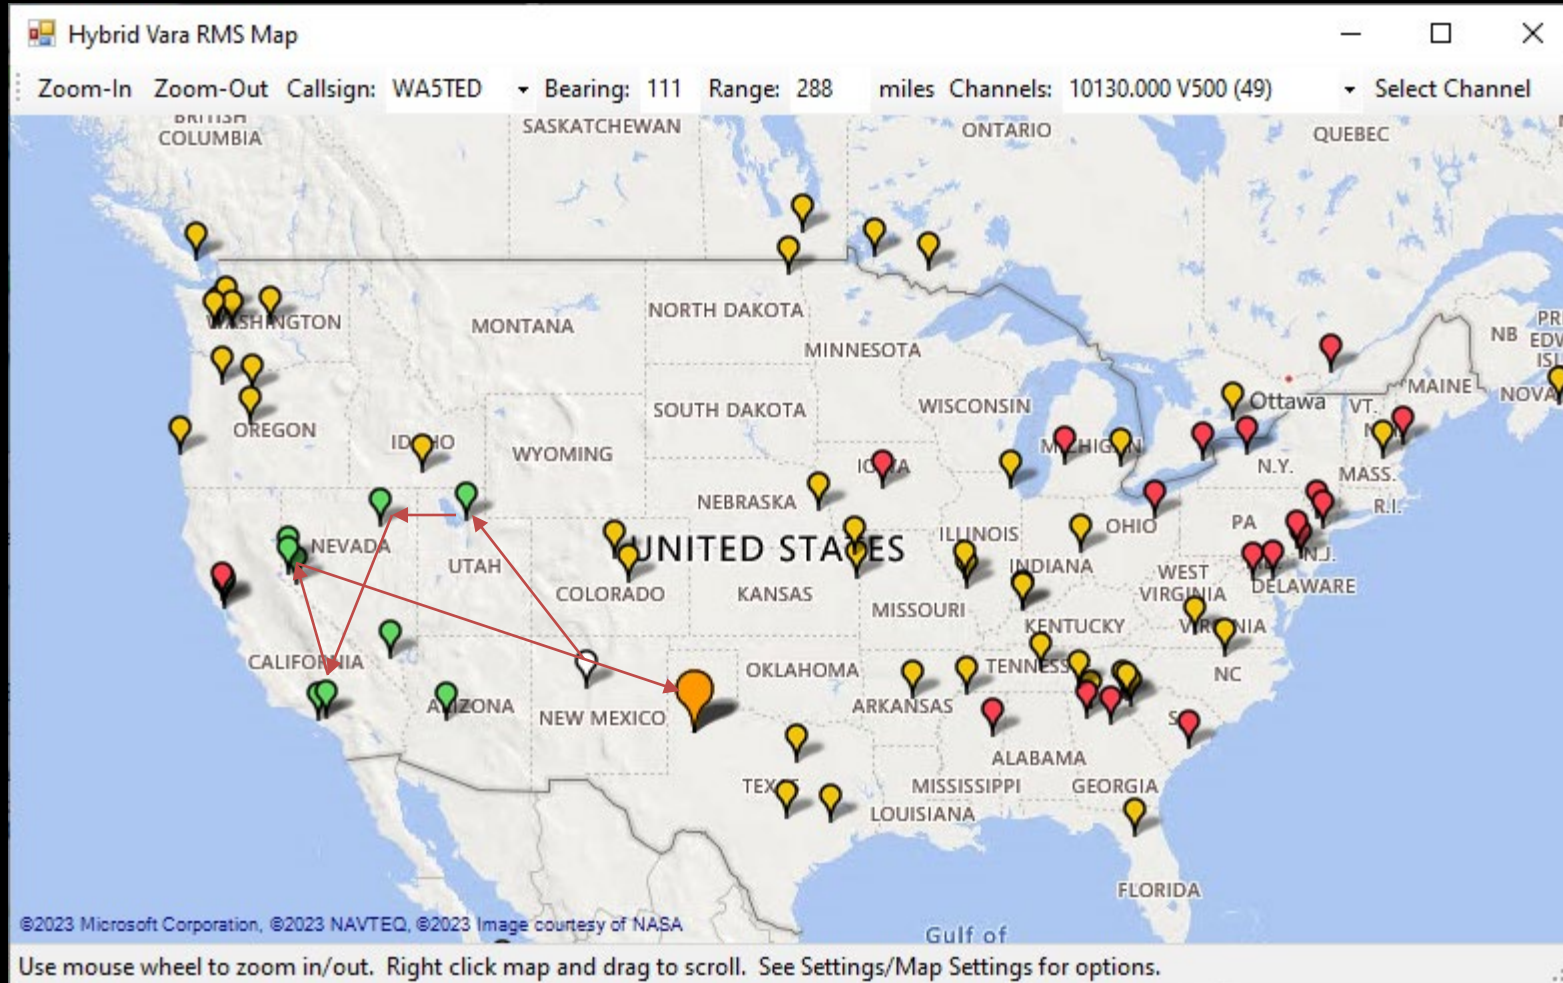 Hybrid Vara RMS Map
Zoom-In Zoom-Out Callsign: WA5TED Bearing: 111 Range: 288 miles Channels: 10130.000 V500 (49) Select Channel
BRITISH
COLUMBIA
SASKATCHEWAN
ONTARIO
QUEBEC
WASHINGTON
MONTANA
NORTH DAKOTA
MINNESOTA
NB
PRI
EDW
ISL
MAINE
NOVA
Ottawa
VT.
OREGON
IDAHO
WYOMING
SOUTH DAKOTA
WISCONSIN
MICHIGAN
N.Y.
MASS.
R.I.
IOWA
NEBRASKA
NEVADA
UTAH
COLORADO
UNITED STATES
KANSAS
ILLINOIS
INDIANA
OHIO
PA
N.J.
DELAWARE
WEST
VIRGINIA
MISSOURI
KENTUCKY
VIRGINIA
CALIFORNIA
ARIZONA
NEW MEXICO
OKLAHOMA
ARKANSAS
TENNESS
NC
ALABAMA
TEXAS
MISSISSIPPI
GEORGIA
LOUISIANA
FLORIDA
Gulf of
©2023 Microsoft Corporation, ©2023 NAVTEQ, ©2023 Image courtesy of NASA
Use mouse wheel to zoom in/out. Right click map and drag to scroll. See Settings/Map Settings for options.